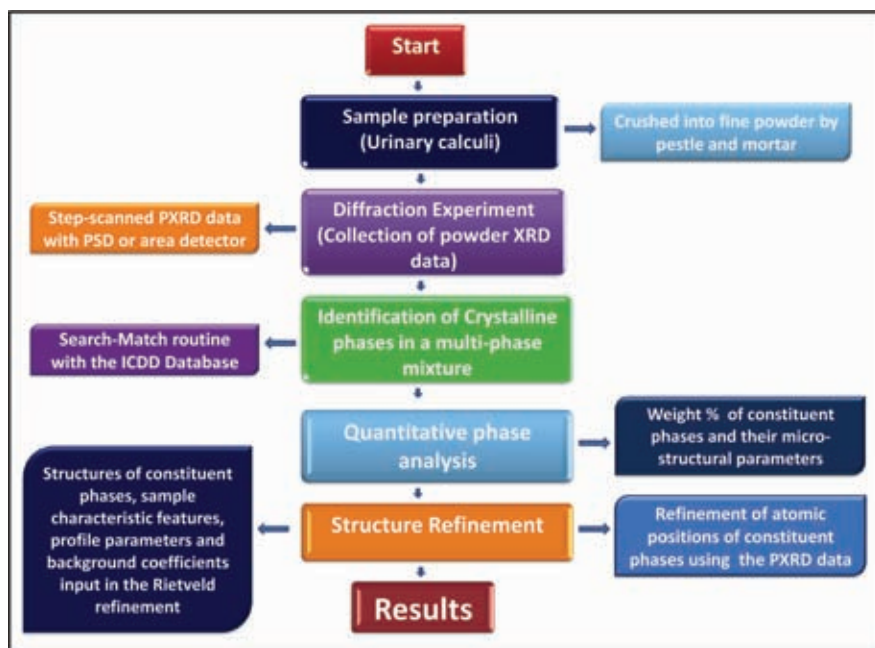 Start
Sample preparation
(Urinary calculi)
Crushed into fine powder by
pestle and mortar
Diffraction Experiment
(Collection of powder XRD
data)
Step-scanned PXRD data
with PSD or area detector
Identification of Crystalline
phases in a multi-phase
mixture
Search-Match routine
with the ICDD Database
Quantitative phase
analysis
Weight % of constituent
phases and their micro-
structural parameters
Structures of constituent
phases, sample
characteristic features,
profile parameters and
background coefficients
input in the Rietveld
refinement
Structure Refinement
Refinement of atomic
positions of constituent
phases using the PXRD data
Results